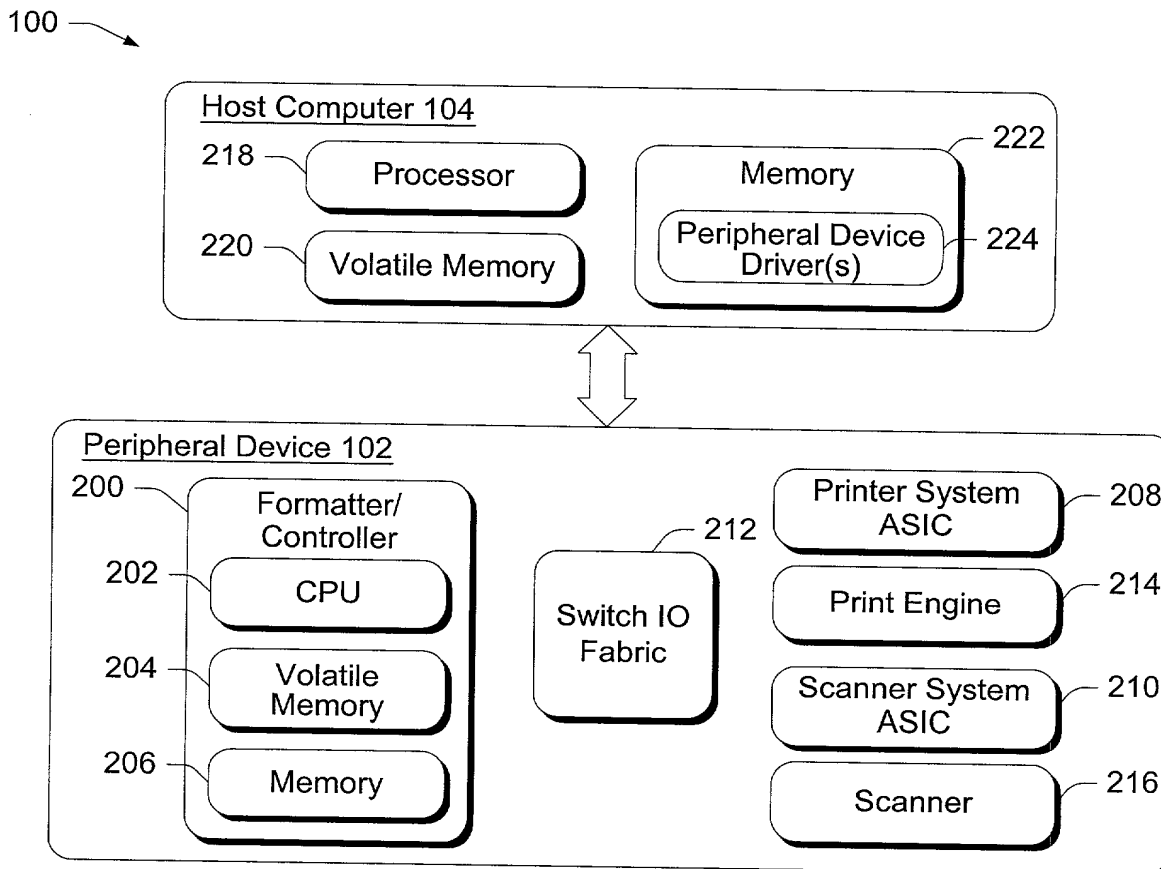 100
Host Computer 104
218
Processor
220
Volatile Memory
222
Memory
Peripheral Device
Driver(s)
224
Peripheral Device 102
200
Formatter/
Controller
202
CPU
204
Volatile
Memory
206
Memory
212
Switch IO
Fabric
Printer System
ASIC
208
Print Engine
214
Scanner System
ASIC
210
Scanner
216